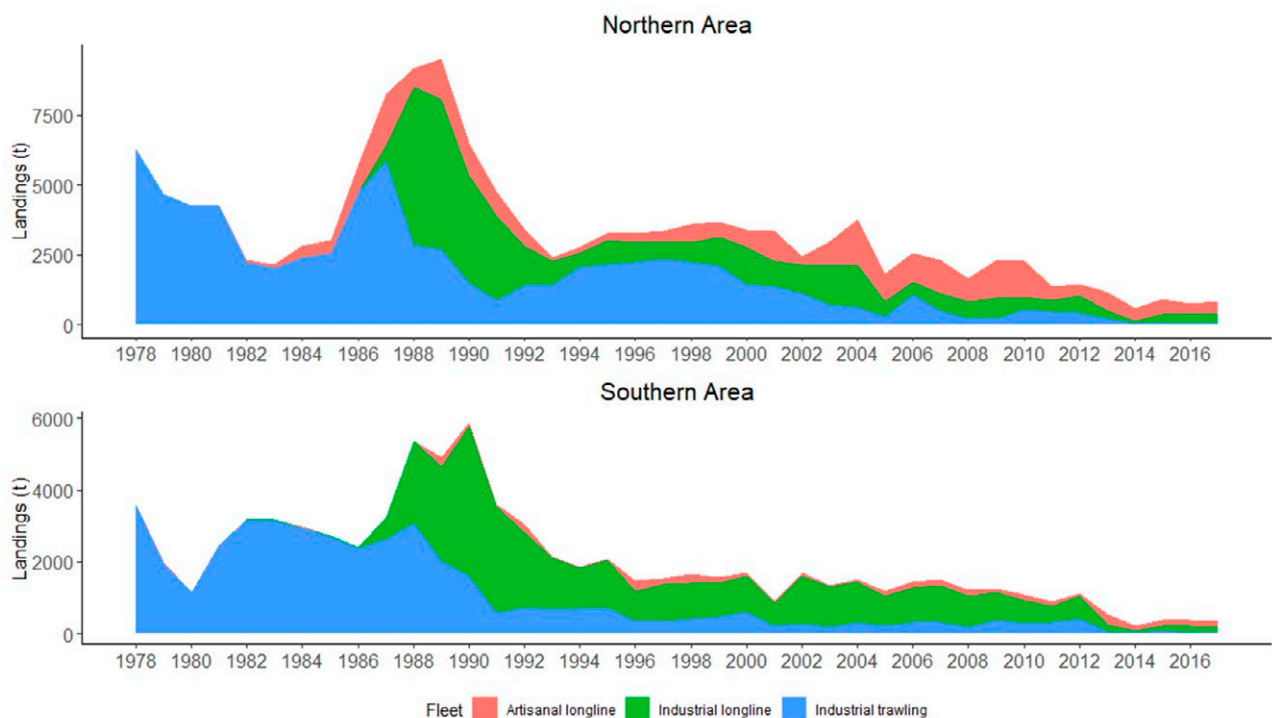 Northern Area
Landings (t)
7500
5000
2500
0
1978 1980 1982 1984 1986 1988 1990 1992 1994 1996 1998 2000 2002 2004 2006 2008 2010 2012 2014 2016
Southern Area
Landings (t)
6000
4000
2000
0
1978 1980 1982 1984 1986 1988 1990 1992 1994 1996 1998 2000 2002 2004 2006 2008 2010 2012 2014 2016
Fleet Artisanal longline Industrial longline Industrial trawling